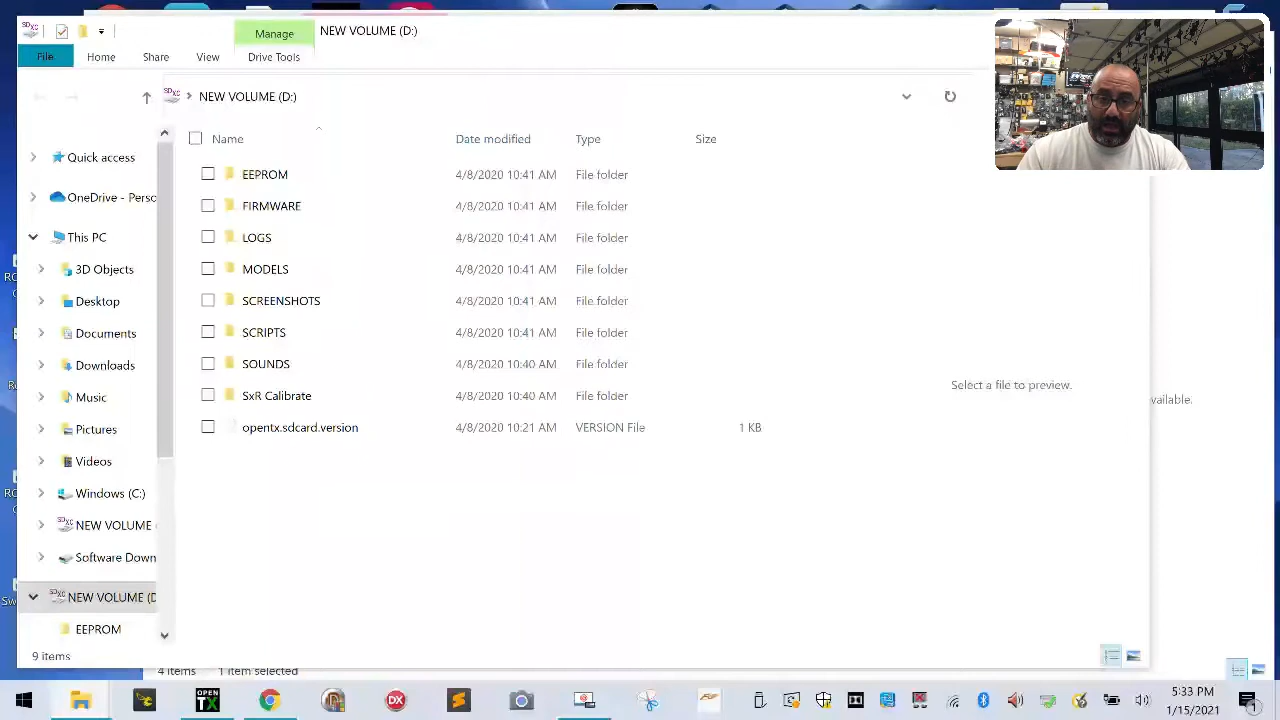 Manage
NEW VOLUME (D:)
File
Home
Share
View
Drive Tools
NEW VOLUME (D:)
Name
Date modified
Type
Size
Quick access
OneDrive - Perso
This PC
3D Objects
Desktop
Documents
Downloads
Music
Pictures
Videos
Windows (C:)
NEW VOLUME
Software Down
NEW VOLUME (D
EEPROM
EEPROM 4/8/2020 10:41 AM File folder
FIRMWARE 4/8/2020 10:41 AM File folder
LOGS 4/8/2020 10:41 AM File folder
MODELS 4/8/2020 10:41 AM File folder
SCREENSHOTS 4/8/2020 10:41 AM File folder
SCRIPTS 4/8/2020 10:41 AM File folder
SOUNDS 4/8/2020 10:40 AM File folder
SxR Calibrate 4/8/2020 10:40 AM File folder
opentx.sdcard.version 4/8/2020 10:21 AM VERSION File 1 KB
Select a file to preview.
vailable.
9 items
4 items
1 item selected
OPEN
TX
DX
5:33 PM
1/15/2021